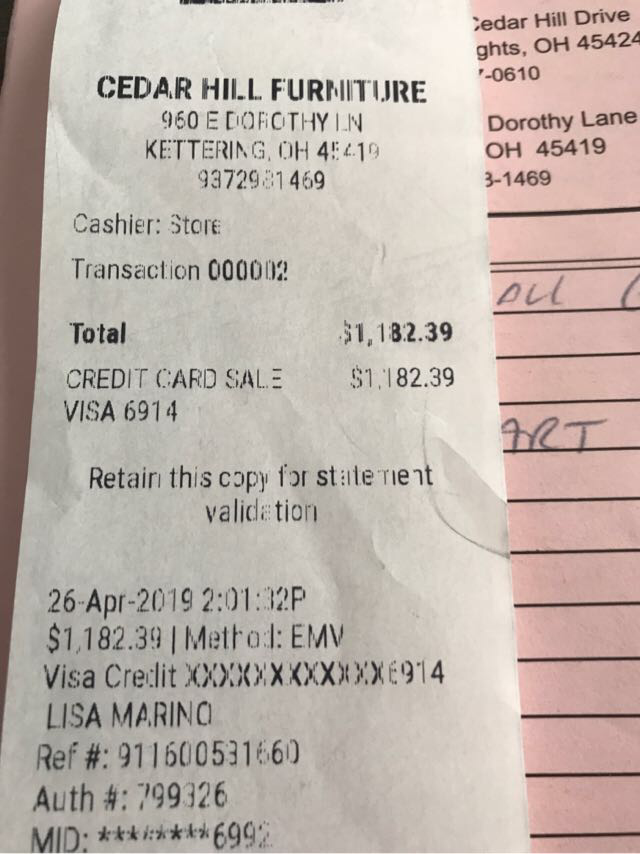 CEDAR HILL FURNITURE
960 E DOROTHY LN
KETTERING, OH 45419
9372981469
Cashier: Store
Transaction 000002
Total $1,182.39
CREDIT CARD SALE $1,182.39
VISA 6914
Retain this copy for statement
validation
26-Apr-2019 2:01:32P
$1,182.39 | Method: EMV
Visa Credit XXXXXXXXXXXX6914
LISA MARINO
Ref #: 911600531660
Auth #: 799326
MID: ********6992
Cedar Hill Drive
ghts, OH 45424
-0610
Dorothy Lane
OH 45419
3-1469
ALL
ART